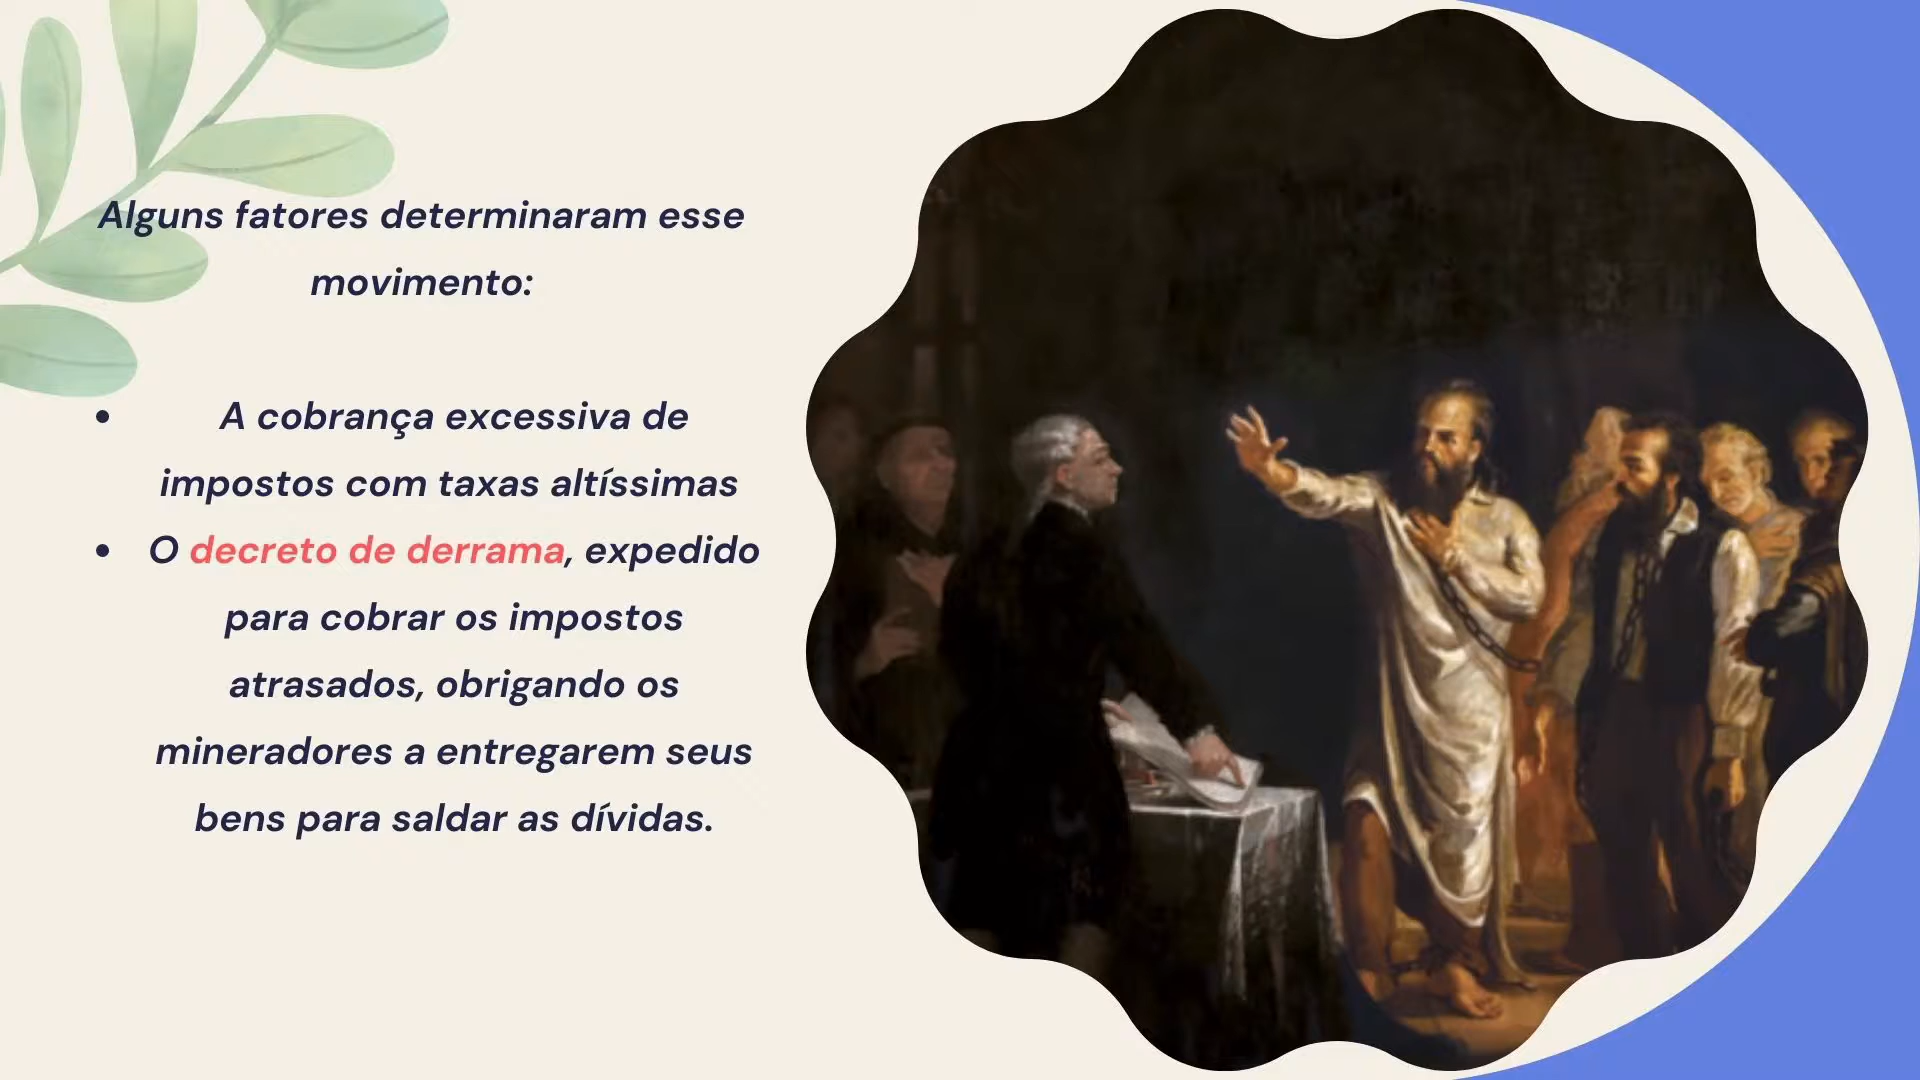 Alguns fatores determinaram esse
movimento:
• A cobrança excessiva de
impostos com taxas altíssimas
• O decreto de derrama, expedido
para cobrar os impostos
atrasados, obrigando os
mineradores a entregarem seus
bens para saldar as dívidas.